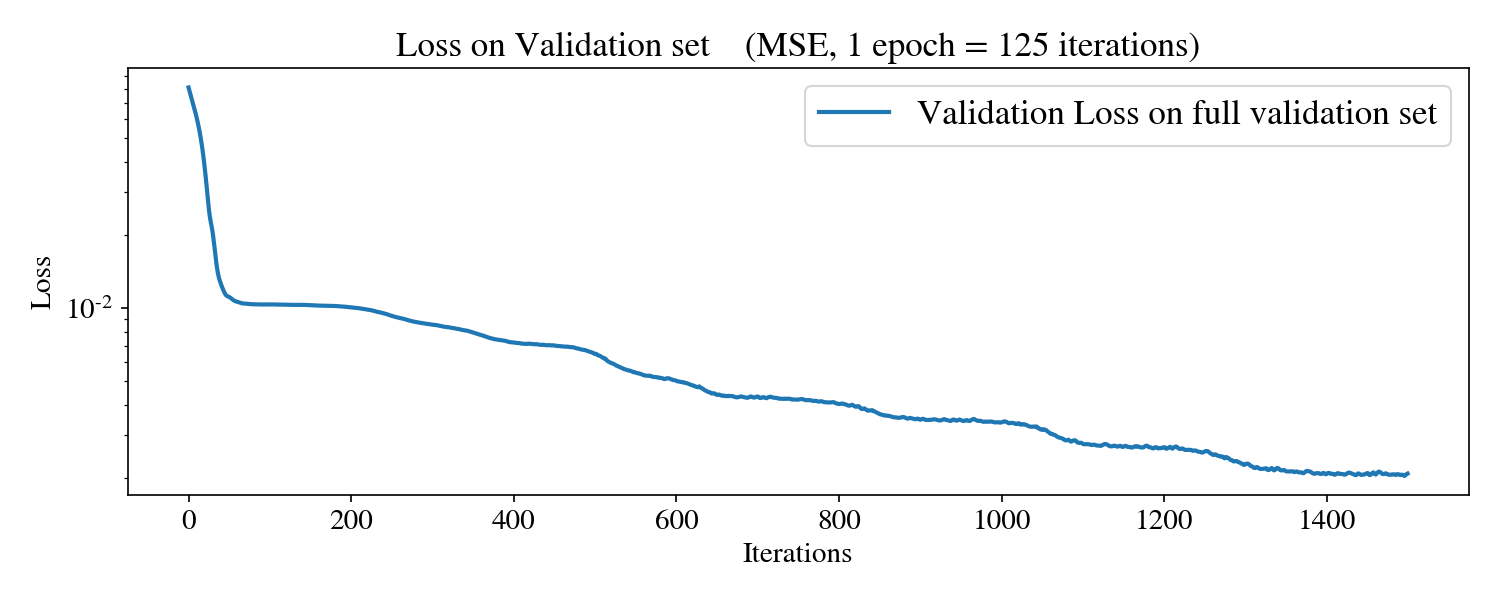 Loss on Validation set (MSE, 1 epoch = 125 iterations)
Validation Loss on full validation set
Loss
10⁻²
0 200 400 600 800 1000 1200 1400
Iterations